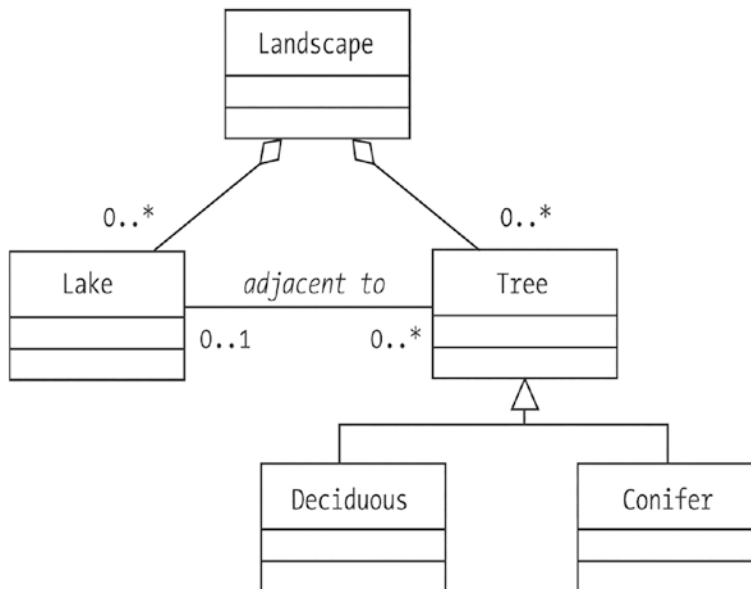 Landscape
0..*
0..*
Lake
adjacent to
Tree
0..1
0..*
Deciduous
Conifer